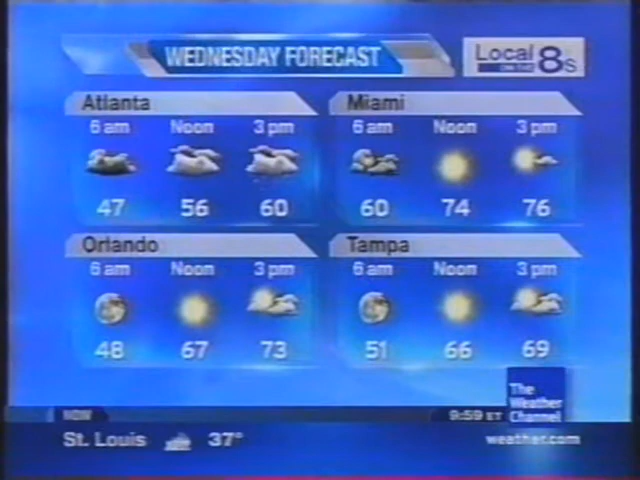 WEDNESDAY FORECAST
Local
ON THE 8s
Atlanta
6 am Noon 3 pm
47 56 60
Miami
6 am Noon 3 pm
60 74 76
Orlando
6 am Noon 3 pm
48 67 73
Tampa
6 am Noon 3 pm
51 66 69
The
Weather
Channel
NOW
9:59 ET
St. Louis 37°
weather.com